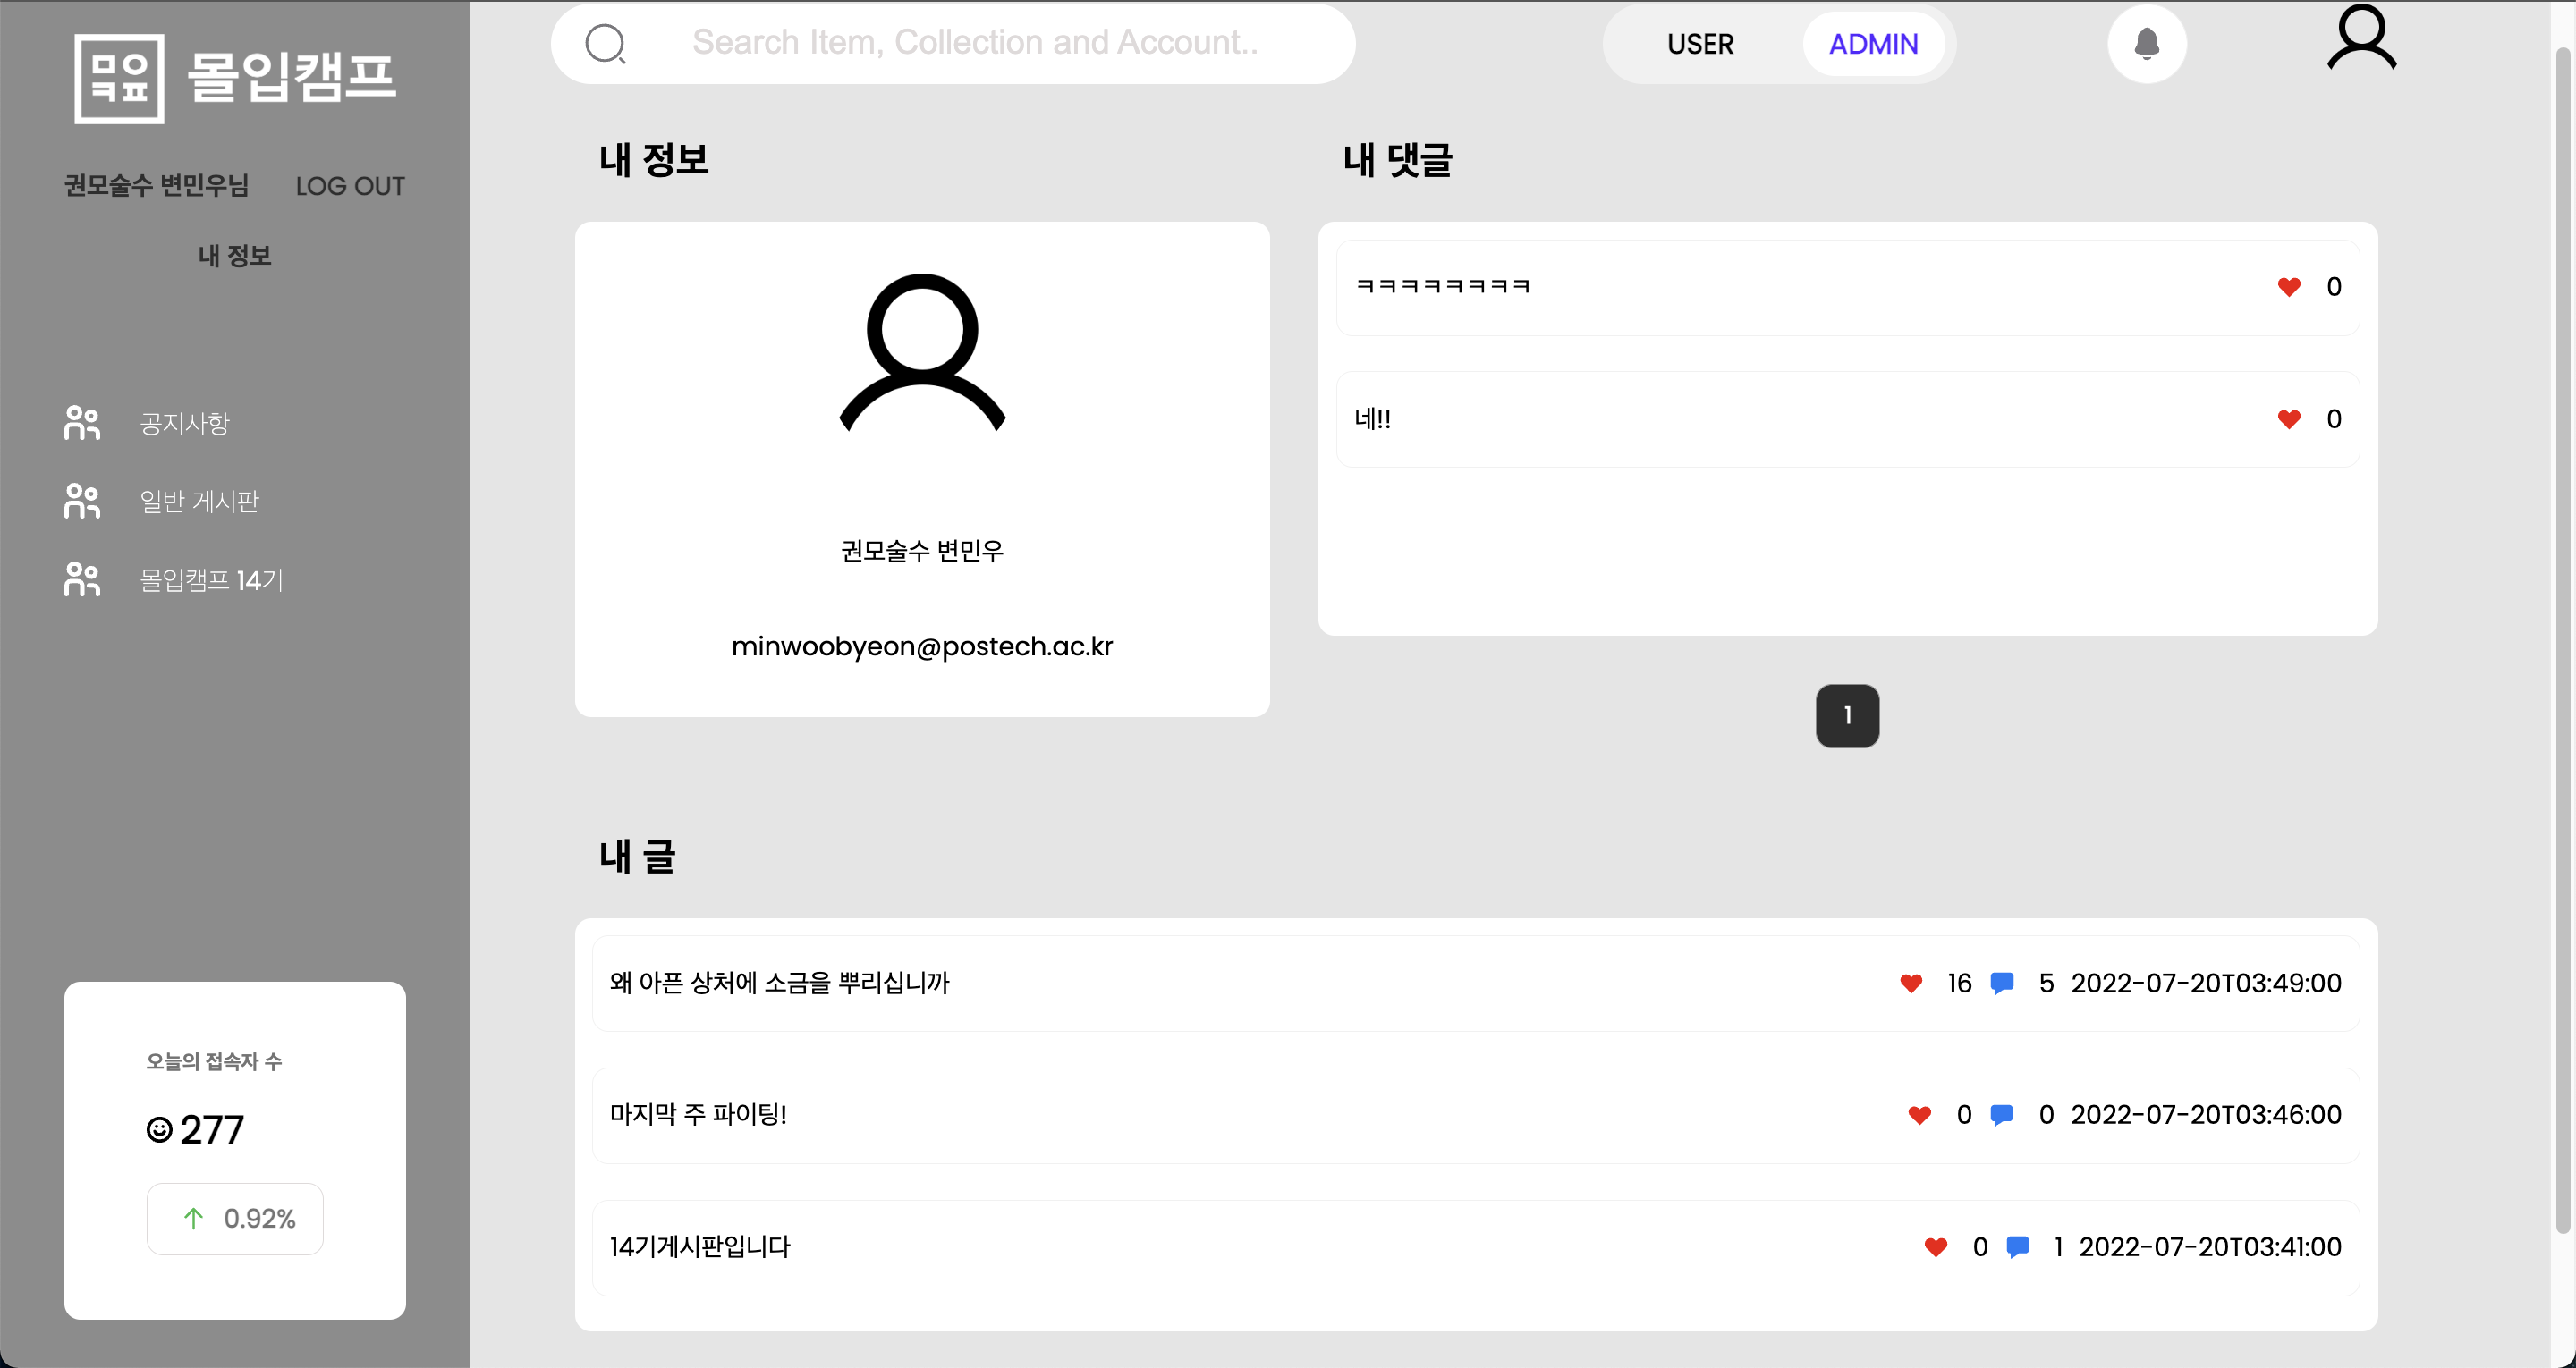 ㅁㅇ
ㅋㅍ
몰입캠프
권모술수 변민우님 LOG OUT
내 정보
공지사항
일반 게시판
몰입캠프 14기
오늘의 접속자 수
277
0.92%
Search Item, Collection and Account..
USER ADMIN
내 정보
권모술수 변민우
minwoobyeon@postech.ac.kr
내 댓글
ㅋㅋㅋㅋㅋㅋㅋㅋ 0
네!! 0
1
내 글
왜 아픈 상처에 소금을 뿌리십니까 16 5 2022-07-20T03:49:00
마지막 주 파이팅! 0 0 2022-07-20T03:46:00
14기게시판입니다 0 1 2022-07-20T03:41:00